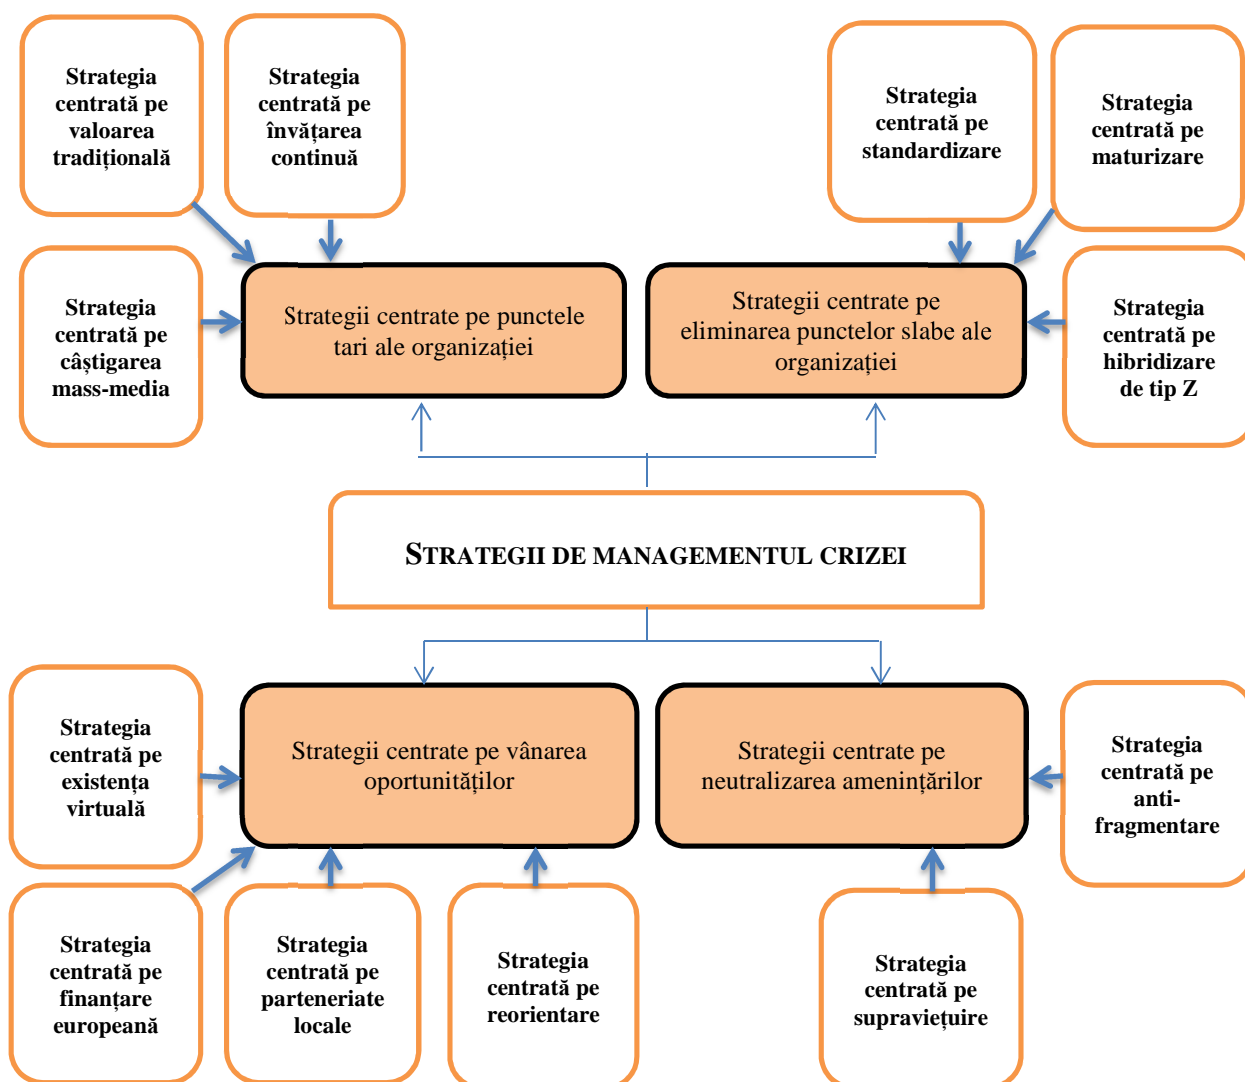 Strategia
centrată pe
valoarea
tradițională
Strategia
centrată pe
învățarea
continuă
Strategia
centrată pe
standardizare
Strategia
centrată pe
maturizare
Strategia
centrată pe
câștigarea
mass-media
Strategii centrate pe punctele
tari ale organizației
Strategii centrate pe
eliminarea punctelor slabe ale
organizației
Strategia
centrată pe
hibridizare
de tip Z
STRATEGII DE MANAGEMENTUL CRIZEI
Strategia
centrată pe
existența
virtuală
Strategii centrate pe vânarea
oportunităților
Strategii centrate pe
neutralizarea amenințărilor
Strategia
centrată pe
anti-
fragmentare
Strategia
centrată pe
finanțare
europeană
Strategia
centrată pe
parteneriate
locale
Strategia
centrată pe
reorientare
Strategia
centrată pe
supraviețuire